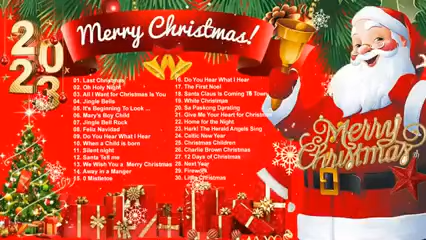 Merry Christmas!
2023
01. Last Christmas
02. Oh Holy Night
03. All I Want for Christmas Is You
04. Jingle Bells
05. It's Beginning To Look ...
06. Mary's Boy Child
07. Jingle Bell Rock
08. Feliz Navidad
09. Do You Hear What I Hear
10. When a Child is born
11. Silent night
12. Santa Tell me
13. We Wish You a Merry Christmas
14. Away in a Manger
15. 0 Mistletoe
16. Do You Hear What I Hear
17. The First Noel
18. Santa Claus Is Coming To Town
19. White Christmas
20. Sa Paskong Darating
21. Give Me Your Heart for Christmas
22. Home for the Night
23. Hark! The Herald Angels Sing
24. Celtic New Year
25. Christmas Children
26. Charlie Brown Christmas
27. 12 Days of Christmas
28. Next Year
29. Firework
30. Little Christmas
Merry
Christmas